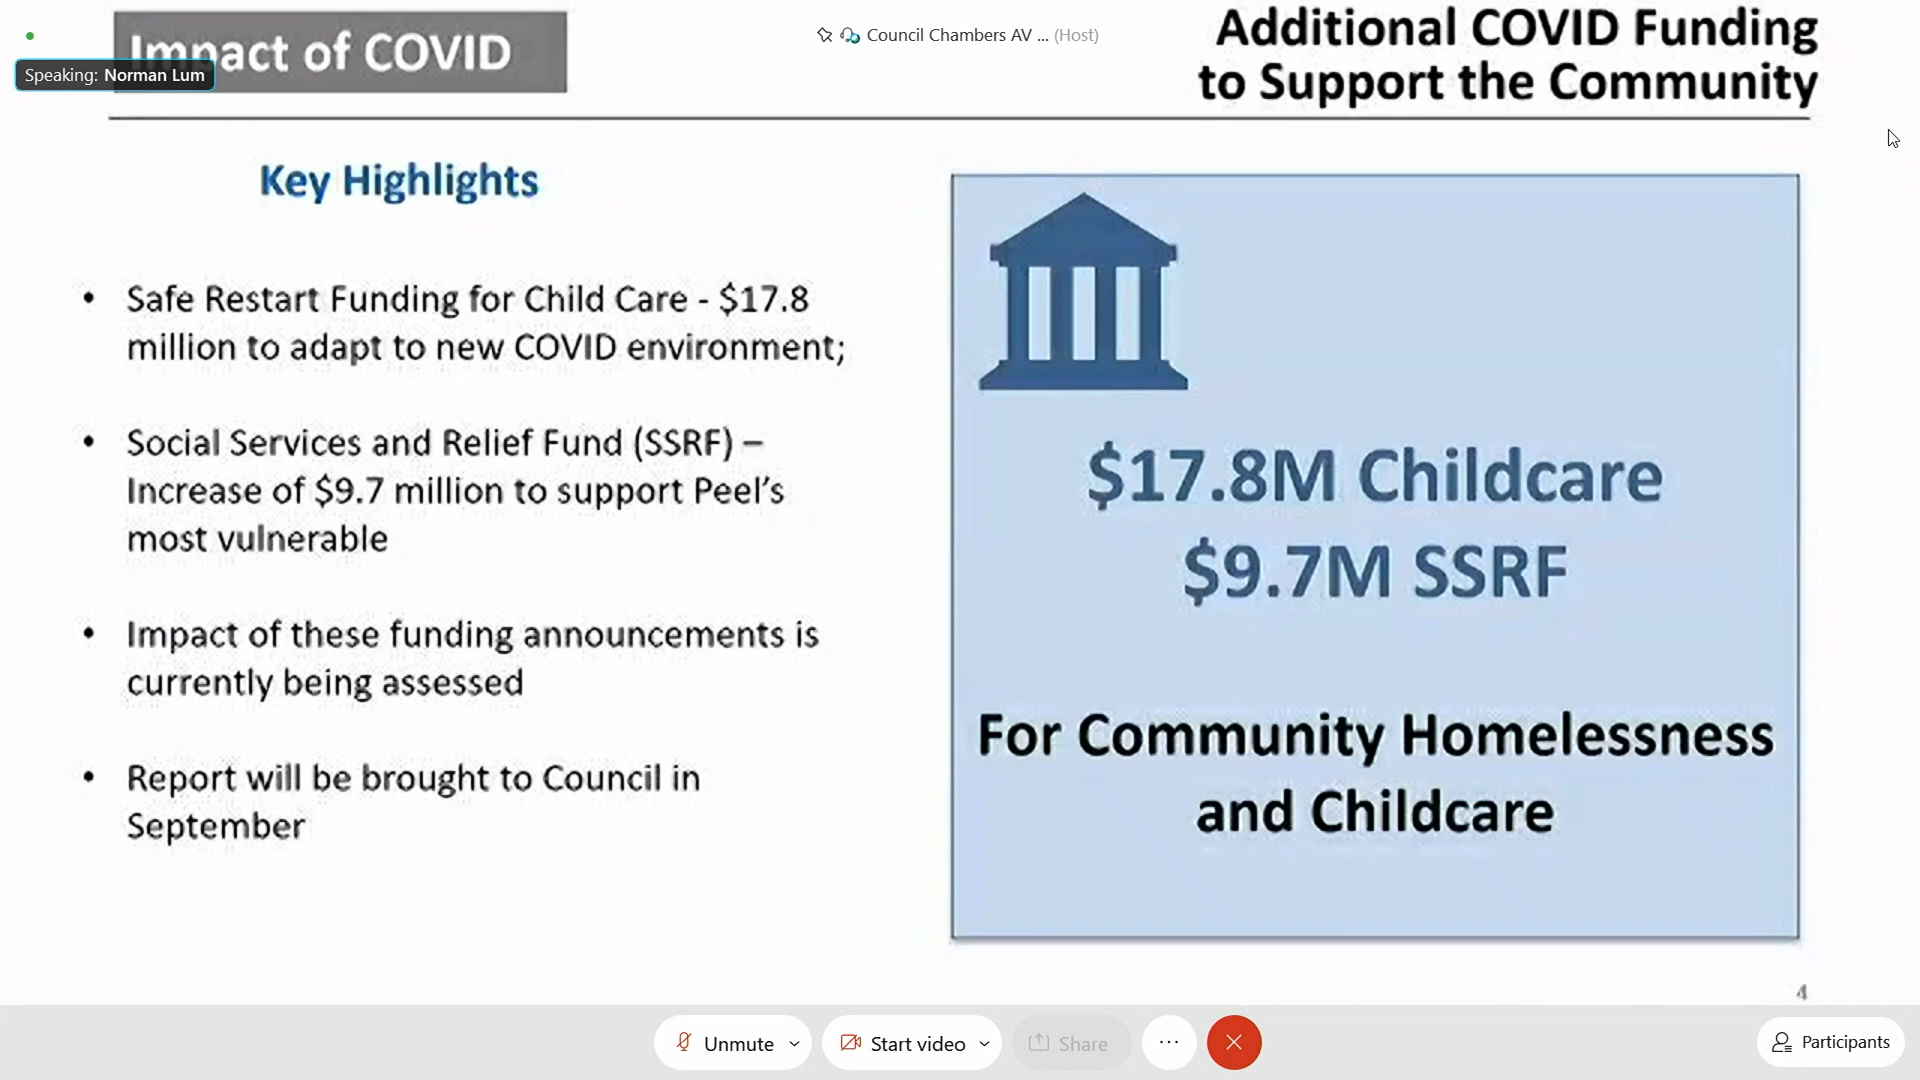 Impact of COVID
Speaking: Norman Lum
Council Chambers AV ... (Host)
Additional COVID Funding
to Support the Community
Key Highlights
• Safe Restart Funding for Child Care - $17.8
million to adapt to new COVID environment;
• Social Services and Relief Fund (SSRF) –
Increase of $9.7 million to support Peel's
most vulnerable
• Impact of these funding announcements is
currently being assessed
• Report will be brought to Council in
September
$17.8M Childcare
$9.7M SSRF
For Community Homelessness
and Childcare
4
Unmute
Start video
Share
Participants